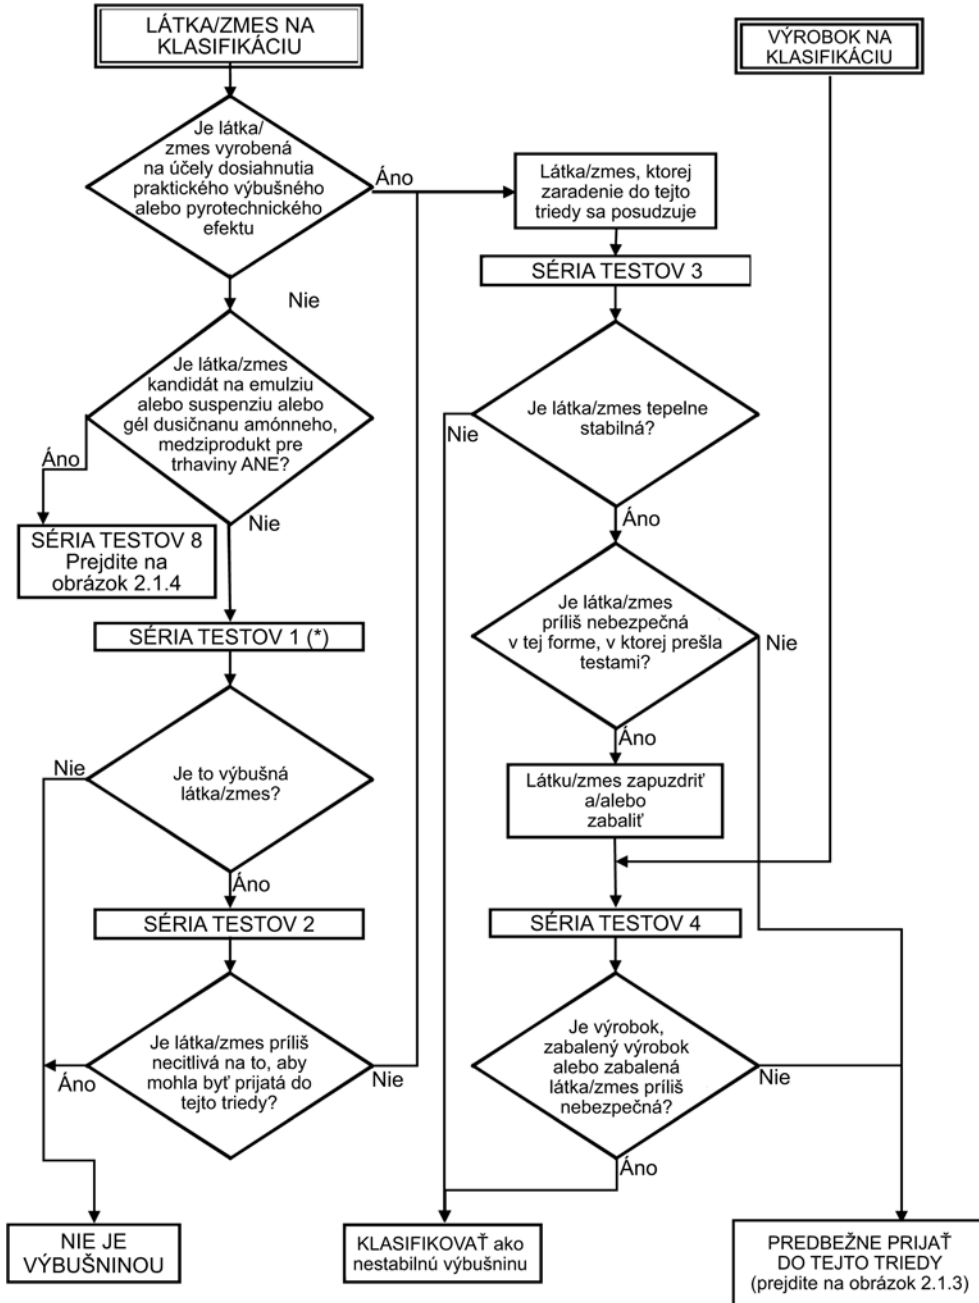 LÁTKA/ZMES NA
KLASIFIKÁCIU
VÝROBOK NA
KLASIFIKÁCIU
Je látka/
zmes vyrobená
na účely dosiahnutia
praktického výbušného
alebo pyrotechnického
efektu
Áno
Látka/zmes, ktorej
zaradenie do tejto
triedy sa posudzuje
SÉRIA TESTOV 3
Nie
Je látka/zmes
kandidát na emulziu
alebo suspenziu alebo
gél dusičnanu amónneho,
medziprodukt pre
trhaviny ANE?
Áno
Nie
SÉRIA TESTOV 8
Prejdite na
obrázok 2.1.4
Je látka/zmes tepelne
stabilná?
Nie
Áno
SÉRIA TESTOV 1 (*)
Je látka/zmes
príliš nebezpečná
v tej forme, v ktorej prešla
testami?
Nie
Áno
Je to výbušná
látka/zmes?
Nie
Áno
Látku/zmes zapuzdriť
a/alebo
zabaliť
SÉRIA TESTOV 2
SÉRIA TESTOV 4
Je látka/zmes príliš
necitlivá na to, aby
mohla byť prijatá do
tejto triedy?
Áno
Nie
Je výrobok,
zabalený výrobok
alebo zabalená
látka/zmes príliš
nebezpečná?
Nie
Áno
NIE JE
VÝBUŠNINOU
KLASIFIKOVAŤ ako
nestabilnú výbušninu
PREDBEŽNE PRIJAŤ
DO TEJTO TRIEDY
(prejdite na obrázok 2.1.3)